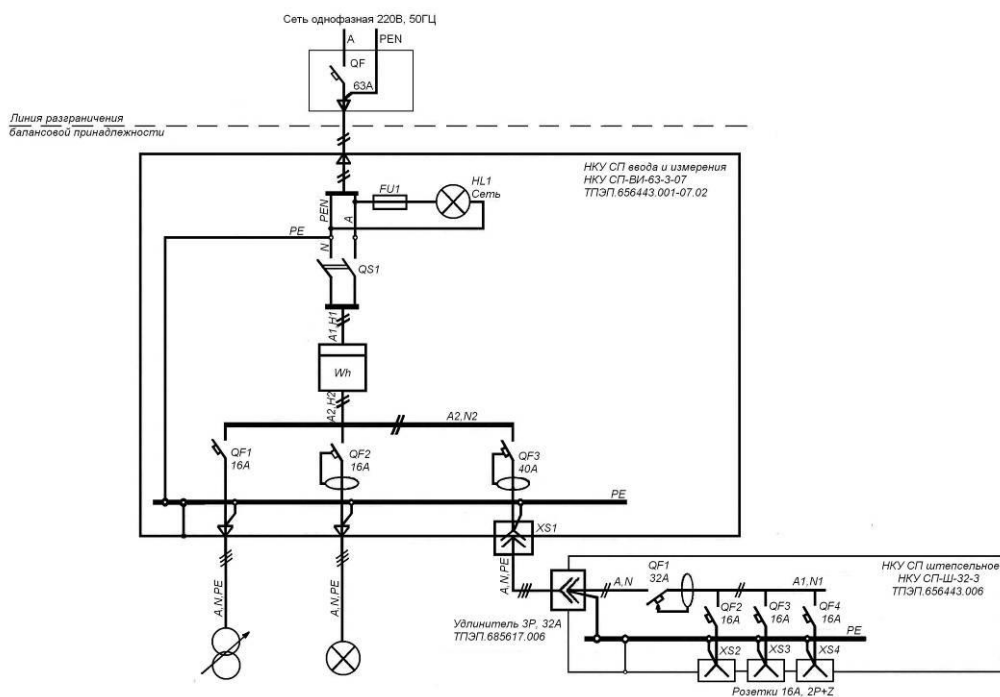 Сеть однофазная 220В, 50ГЦ
A
PEN
QF
63A
Линия разграничения
балансовой принадлежности
НКУ СП ввода и измерения
НКУ СП-ВИ-63-3-07
ТПЭП.656443.001-07.02
FU1
HL1
Сеть
PEN
A
PE
N
QS1
A1,H1
Wh
A2,H2
A2,N2
QF1
16A
QF2
16A
QF3
40A
PE
XS1
A,N,PE
A,N,PE
A,N,PE
НКУ СП штепсельное
НКУ СП-Ш-32-3
ТПЭП.656443.006
QF1
32A
A,N
A1,N1
QF2
16A
QF3
16A
QF4
16A
Удлинитель 3Р, 32А
ТПЭП.685617.006
PE
XS2
XS3
XS4
Розетки 16А, 2Р+Z